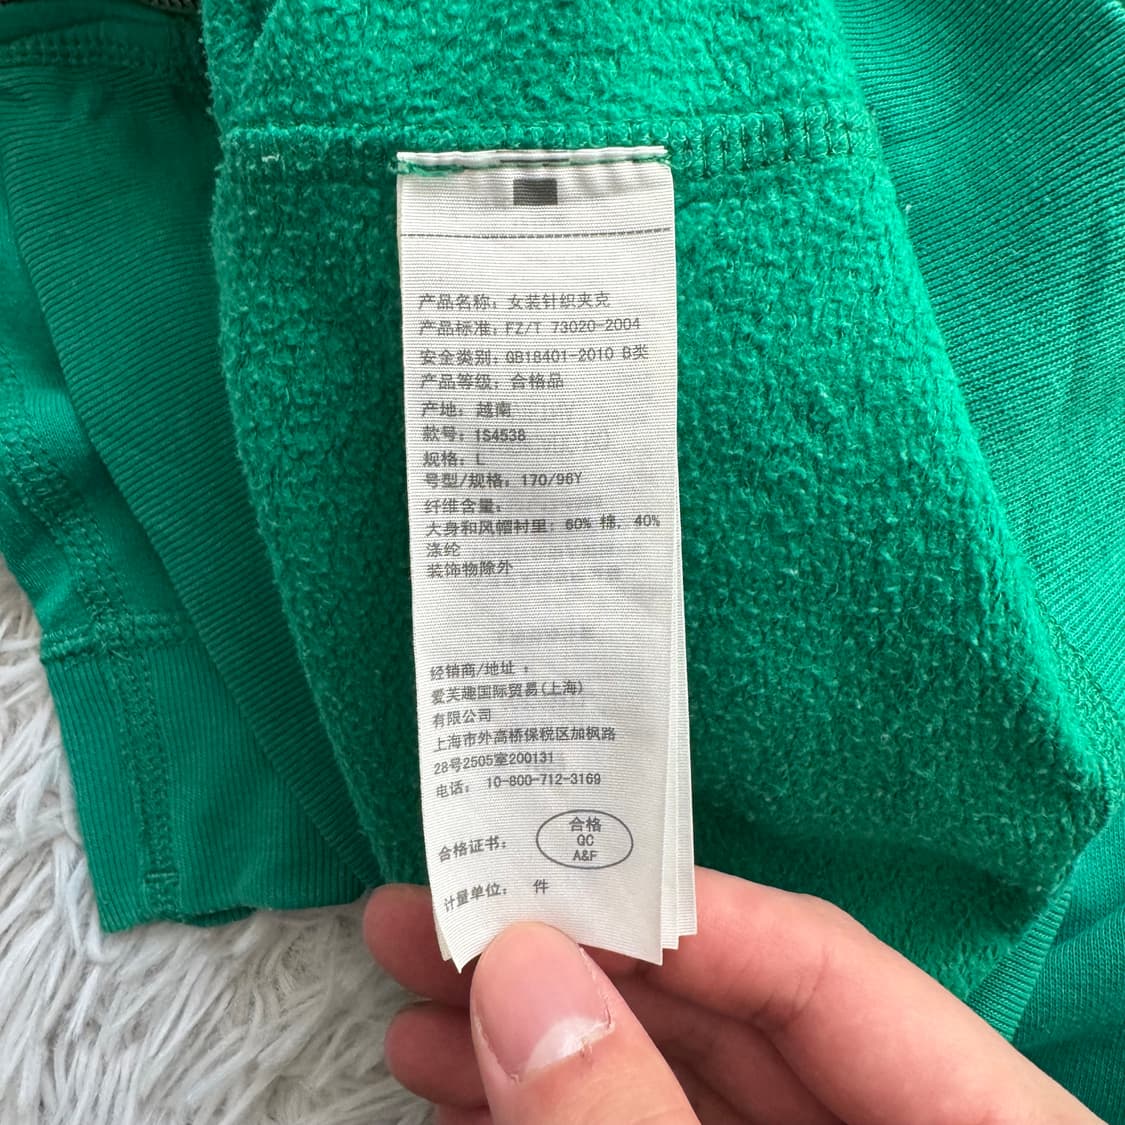 产品名称：女装针织夹克
产品标准：FZ/T 73020-2004
安全类别：GB18401-2010 B类
产品等级：合格品
产地：越南
款号：1S4538
规格：L
号型/规格：170/96Y
纤维含量：
大身和风帽衬里：60% 棉，40%
涤纶
装饰物除外
经销商/地址：
爱芙趣国际贸易(上海)
有限公司
上海市外高桥保税区加枫路
28号2505室200131
电话： 10-800-712-3169
合格证书：
合格
QC
A&F
计量单位： 件